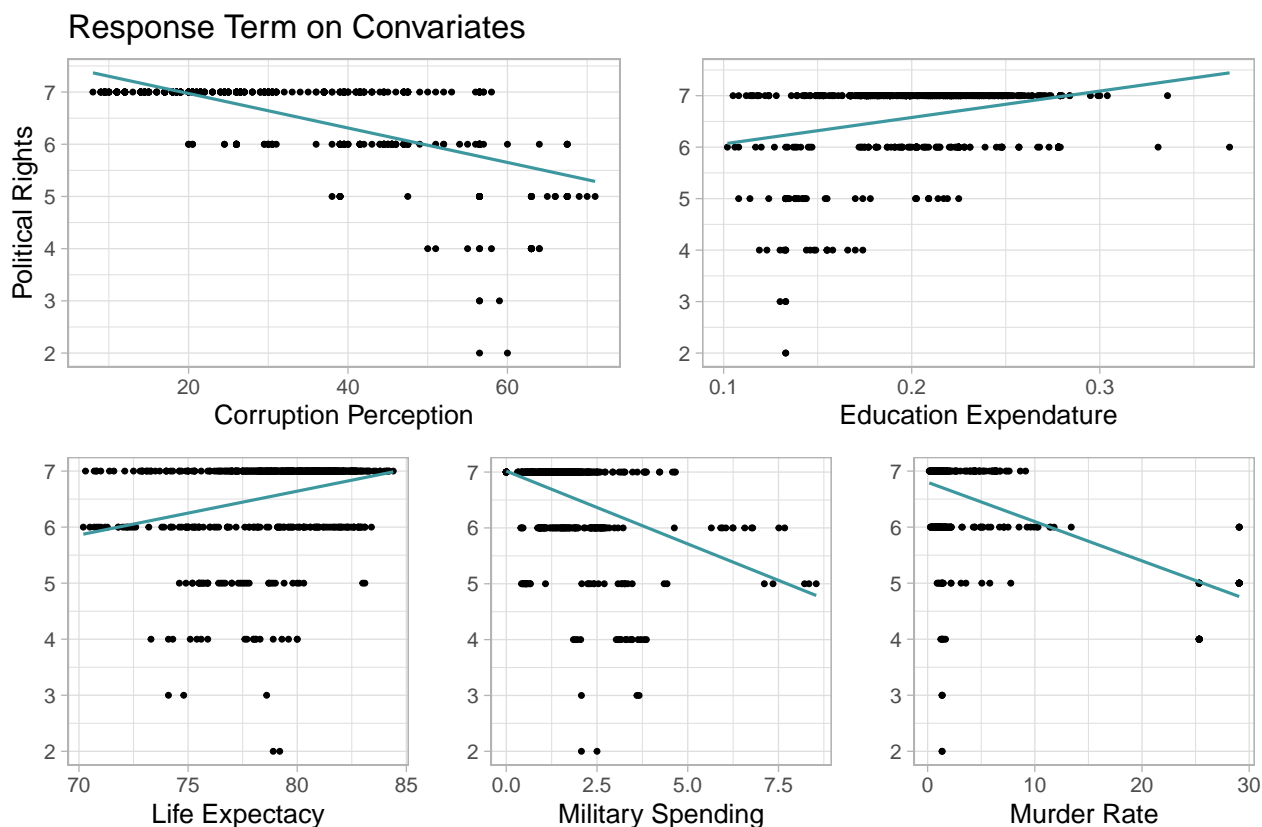 Response Term on Convariates
Political Rights
7
6
5
4
3
2
20 40 60
Corruption Perception
7
6
5
4
3
2
0.1 0.2 0.3
Education Expendature
7
6
5
4
3
2
70 75 80 85
Life Expectacy
7
6
5
4
3
2
0.0 2.5 5.0 7.5
Military Spending
7
6
5
4
3
2
0 10 20 30
Murder Rate